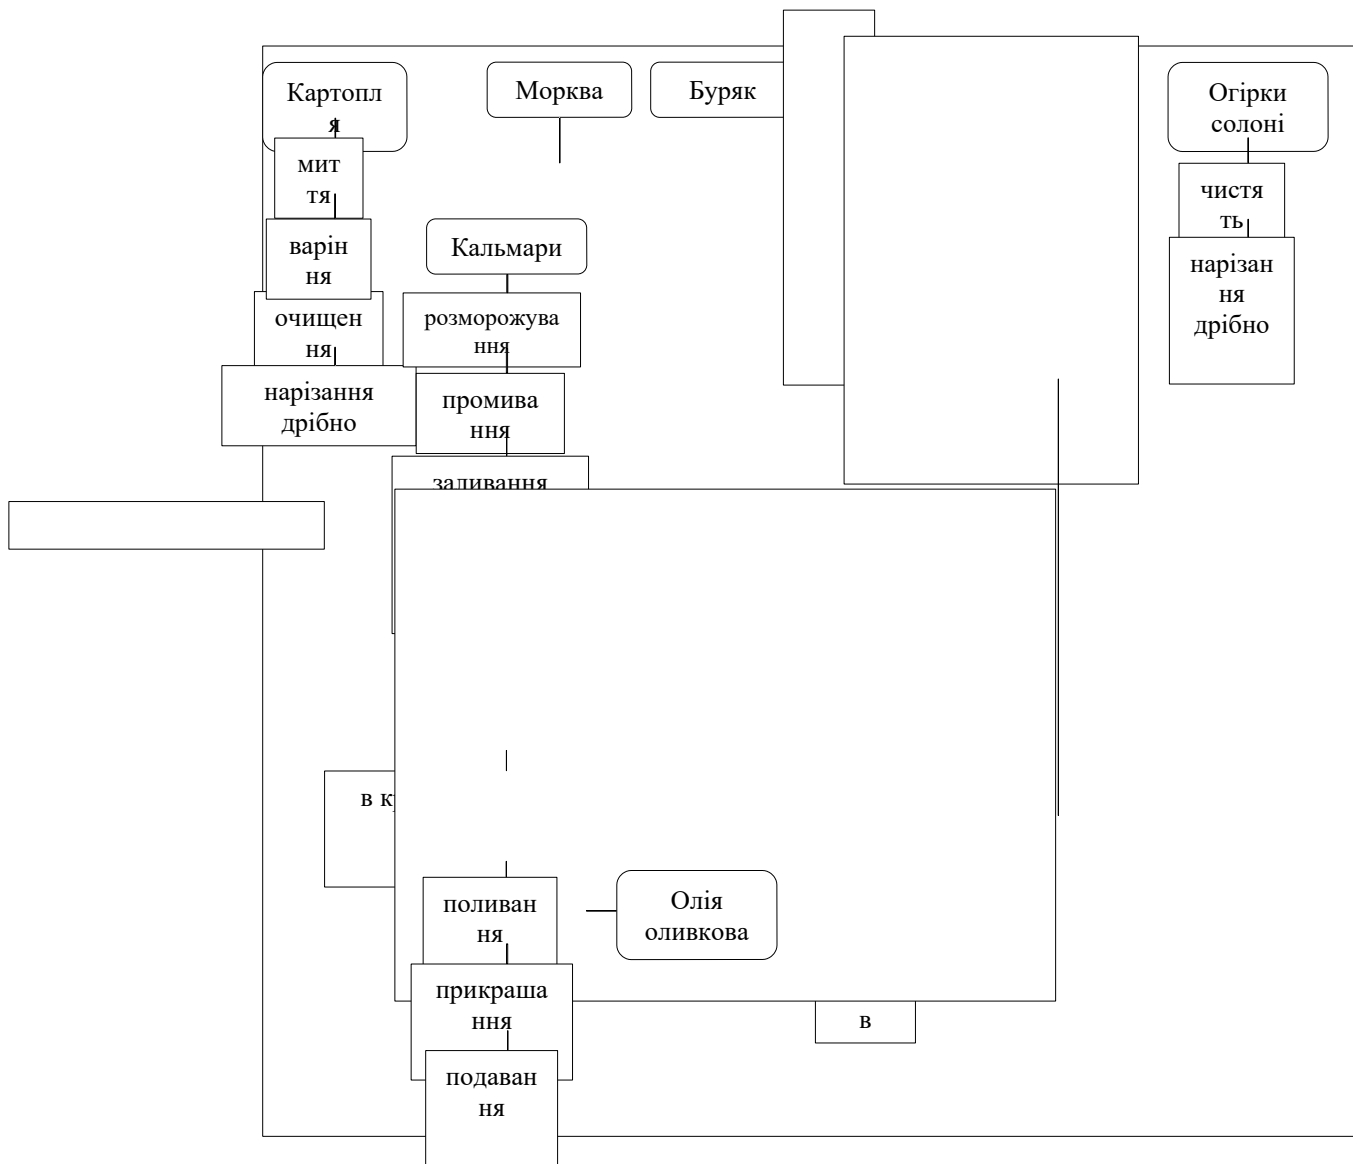 Картопл
я
Морква
Буряк
Огірки
солоні
мит
тя
чистя
ть
варін
ня
Кальмари
нарізан
ня
дрібно
очищен
ня
розморожува
ння
нарізання
дрібно
промива
ння
заливання
в
поливан
ня
Олія
оливкова
прикраша
ння
в
подаван
ня